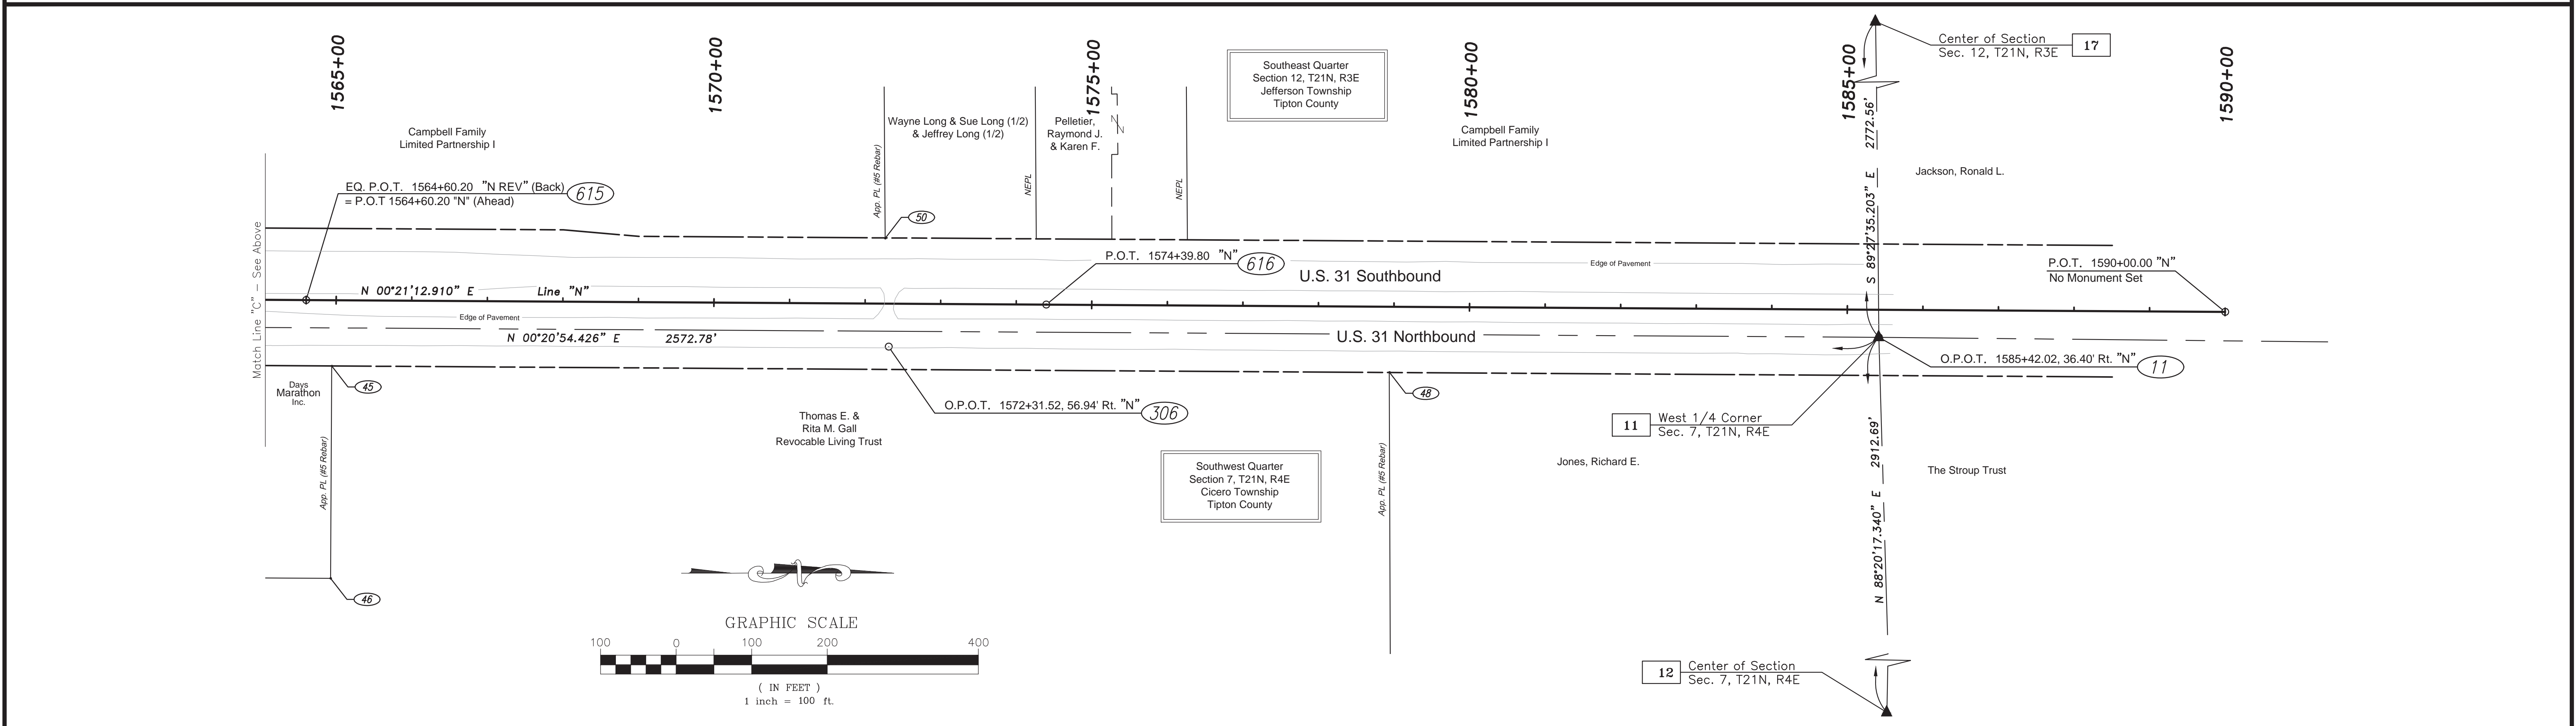 1565+00
1570+00
1575+00
1580+00
1585+00
1590+00
Center of Section
Sec. 12, T21N, R3E
17
Southeast Quarter
Section 12, T21N, R3E
Jefferson Township
Tipton County
Campbell Family
Limited Partnership I
Wayne Long & Sue Long (1/2)
& Jeffrey Long (1/2)
Pelletier,
Raymond J.
& Karen F.
Campbell Family
Limited Partnership I
Jackson, Ronald L.
App. PL (#5 Rebar)
NEPL
NEPL
S 89°27'35.203" E 2772.56'
EQ. P.O.T. 1564+60.20 "N REV" (Back)
= P.O.T 1564+60.20 "N" (Ahead)
615
50
Match Line "C" – See Above
P.O.T. 1574+39.80 "N"
616
U.S. 31 Southbound
Edge of Pavement
P.O.T. 1590+00.00 "N"
No Monument Set
N 00°21'12.910" E Line "N"
Edge of Pavement
N 00°20'54.426" E 2572.78'
U.S. 31 Northbound
O.P.O.T. 1585+42.02, 36.40' Rt. "N"
11
Days
Marathon
Inc.
45
48
O.P.O.T. 1572+31.52, 56.94' Rt. "N"
306
Thomas E. &
Rita M. Gall
Revocable Living Trust
11
West 1/4 Corner
Sec. 7, T21N, R4E
App. PL (#5 Rebar)
App. PL (#5 Rebar)
Southwest Quarter
Section 7, T21N, R4E
Cicero Township
Tipton County
Jones, Richard E.
The Stroup Trust
N 88°20'17.340" E 2912.69'
46
GRAPHIC SCALE
100 0 100 200 400
( IN FEET )
1 inch = 100 ft.
12
Center of Section
Sec. 7, T21N, R4E